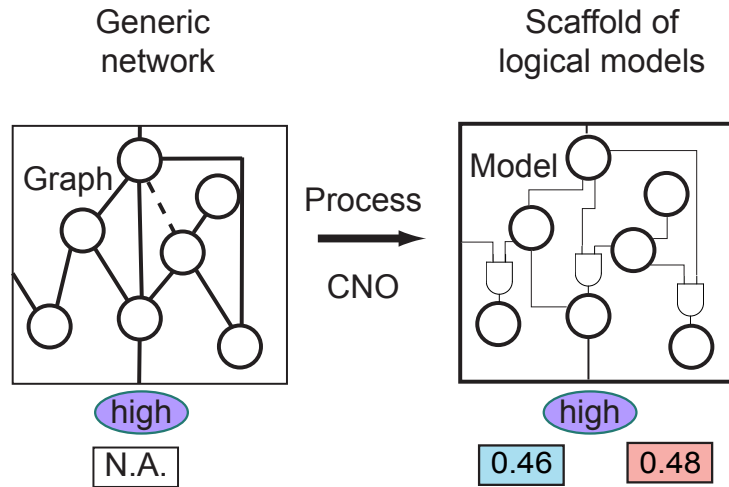 Generic
network
Scaffold of
logical models
Graph
Process
CNO
Model
high
N.A.
high
0.46
0.48